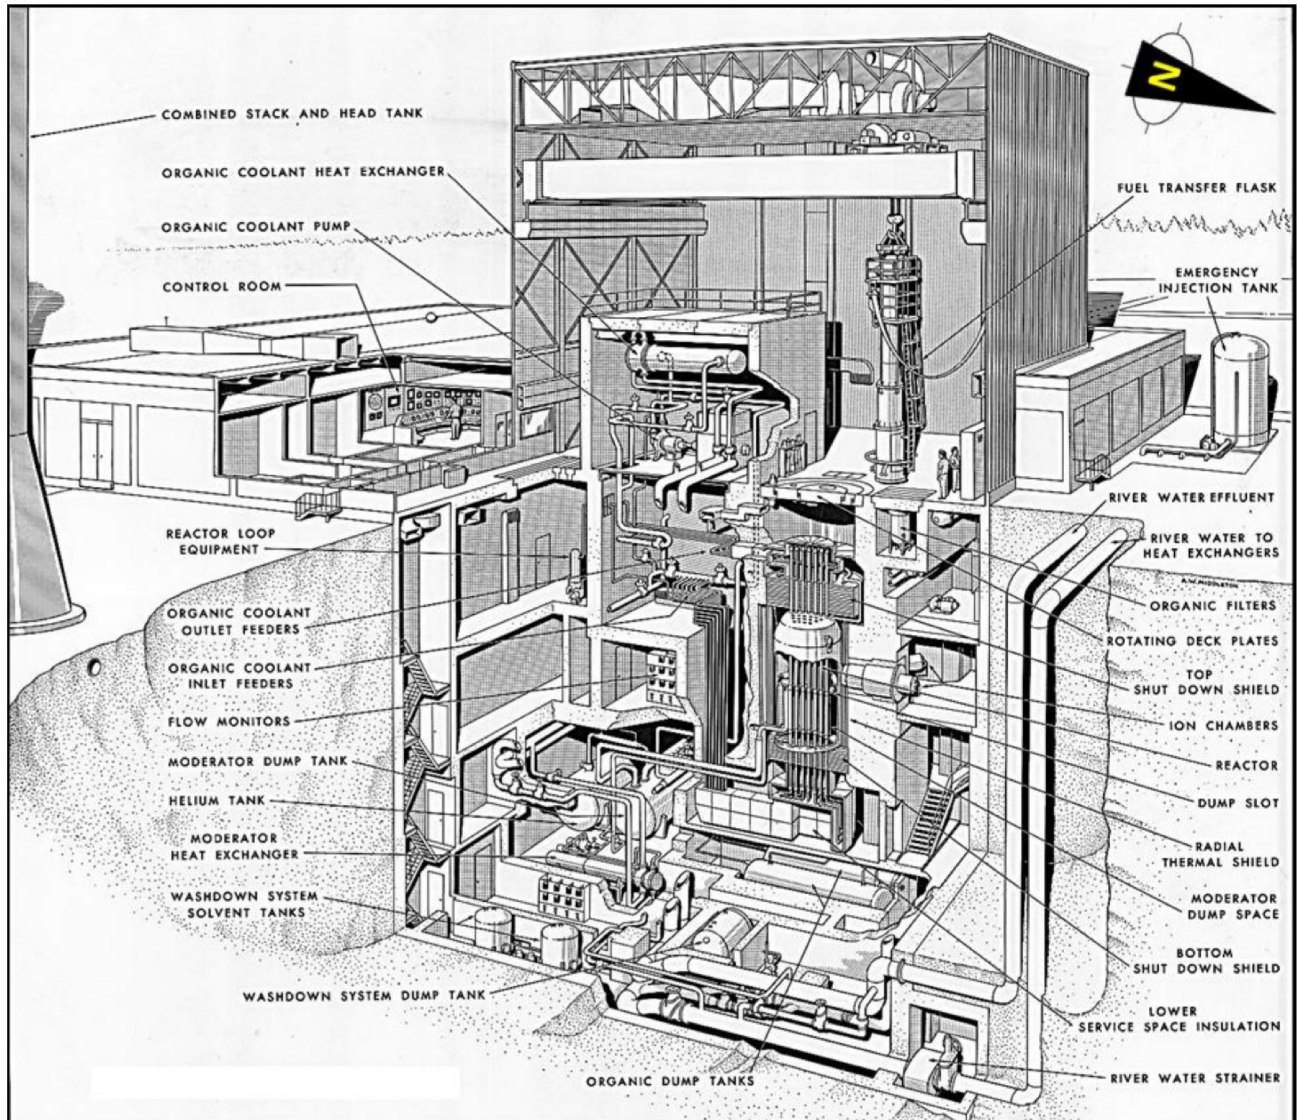 N
COMBINED STACK AND HEAD TANK
ORGANIC COOLANT HEAT EXCHANGER
ORGANIC COOLANT PUMP
CONTROL ROOM
REACTOR LOOP
EQUIPMENT
ORGANIC COOLANT
OUTLET FEEDERS
ORGANIC COOLANT
INLET FEEDERS
FLOW MONITORS
MODERATOR DUMP TANK
HELIUM TANK
MODERATOR
HEAT EXCHANGER
WASHDOWN SYSTEM
SOLVENT TANKS
WASHDOWN SYSTEM DUMP TANK
ORGANIC DUMP TANKS
FUEL TRANSFER FLASK
EMERGENCY
INJECTION TANK
RIVER WATER EFFLUENT
RIVER WATER TO
HEAT EXCHANGERS
A.W. MIDDLETON
ORGANIC FILTERS
ROTATING DECK PLATES
TOP
SHUT DOWN SHIELD
ION CHAMBERS
REACTOR
DUMP SLOT
RADIAL
THERMAL SHIELD
MODERATOR
DUMP SPACE
BOTTOM
SHUT DOWN SHIELD
LOWER
SERVICE SPACE INSULATION
RIVER WATER STRAINER